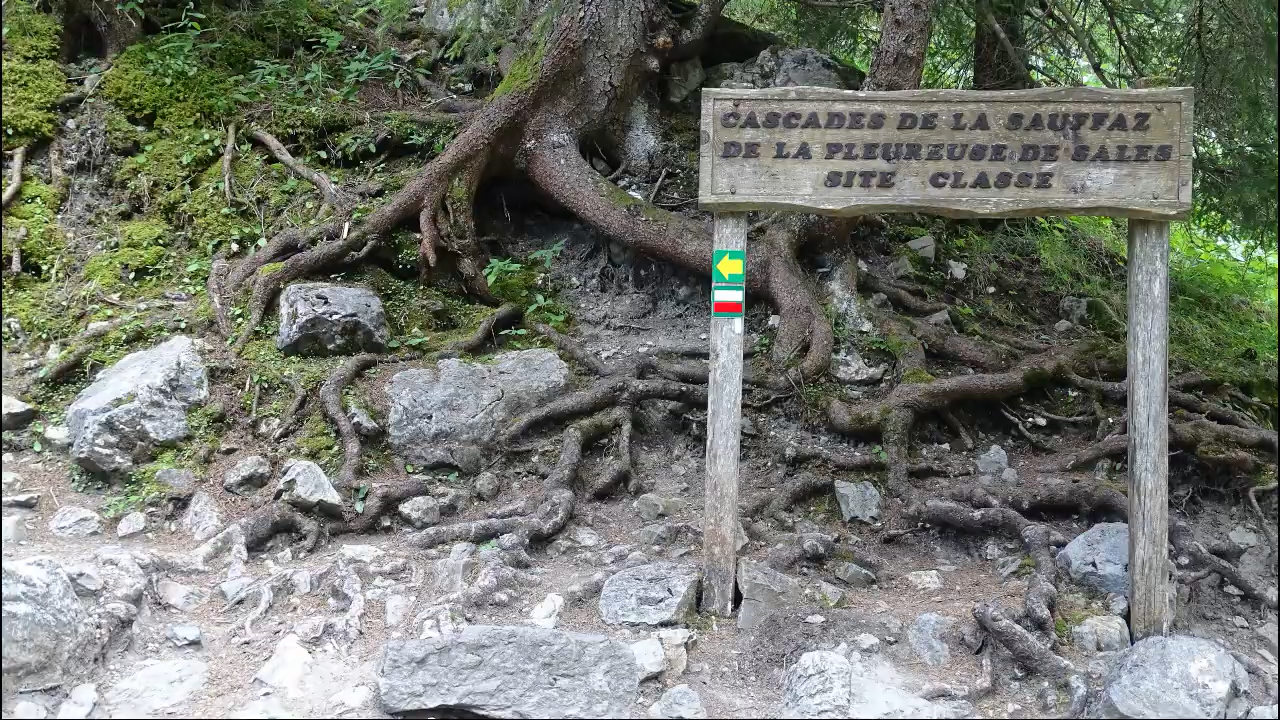 CASCADES DE LA SAUFFAZ
DE LA PLEUREUSE DE SALES
SITE CLASSE